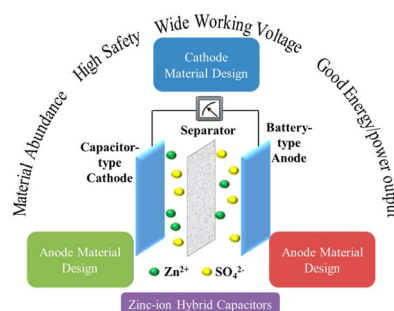 Material Abundance
High Safety
Wide Working Voltage
Good Energy/power output
Cathode
Material Design
Separator
Capacitor-
type
Cathode
Battery-
type
Anode
Anode Material
Design
Anode Material
Design
Zn²⁺
SO₄²⁻
Zinc-ion Hybrid Capacitors